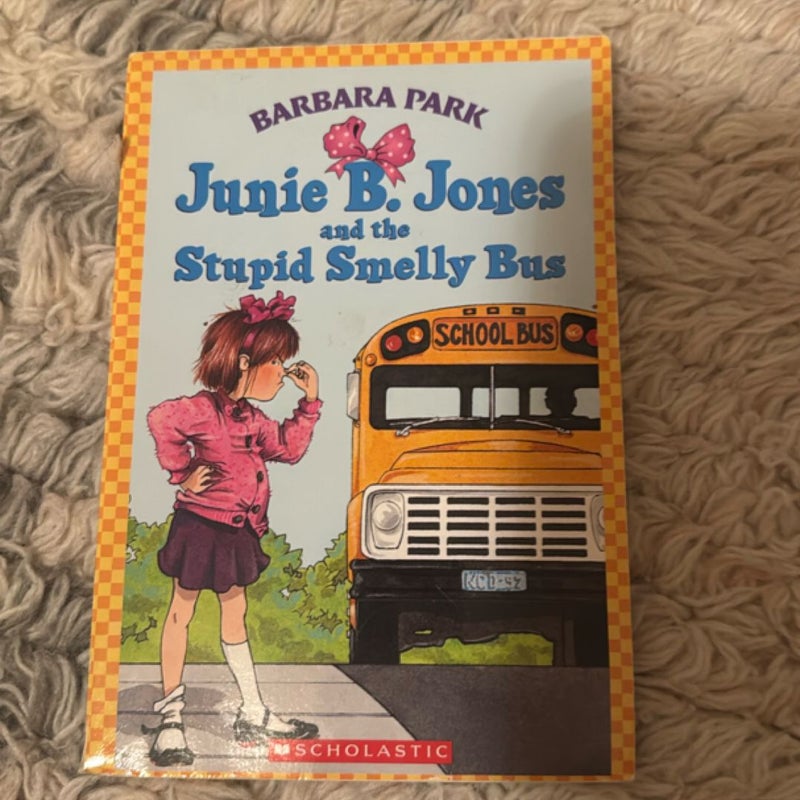 BARBARA PARK
Junie B. Jones
and the
Stupid Smelly Bus
SCHOOL BUS
SCHOLASTIC